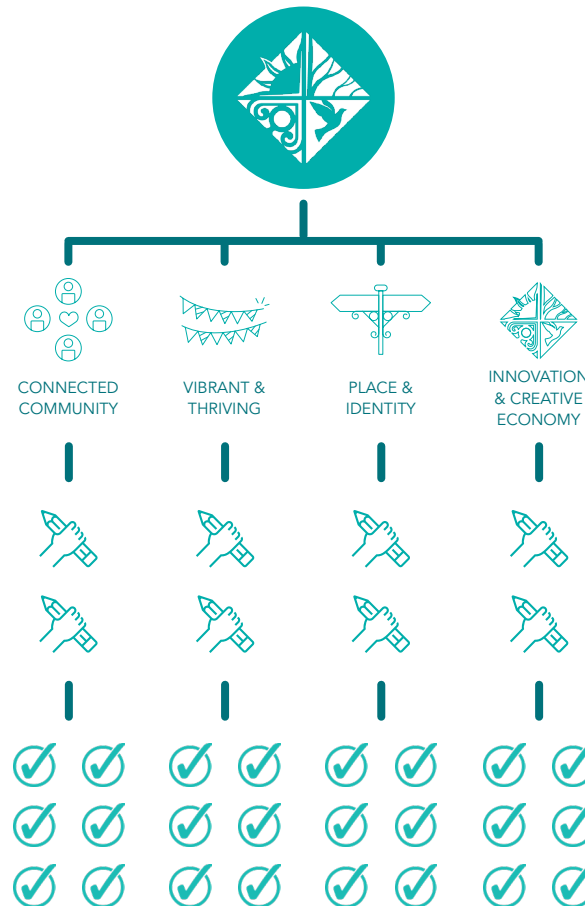 CONNECTED
COMMUNITY
VIBRANT &
THRIVING
PLACE &
IDENTITY
INNOVATION
& CREATIVE
ECONOMY